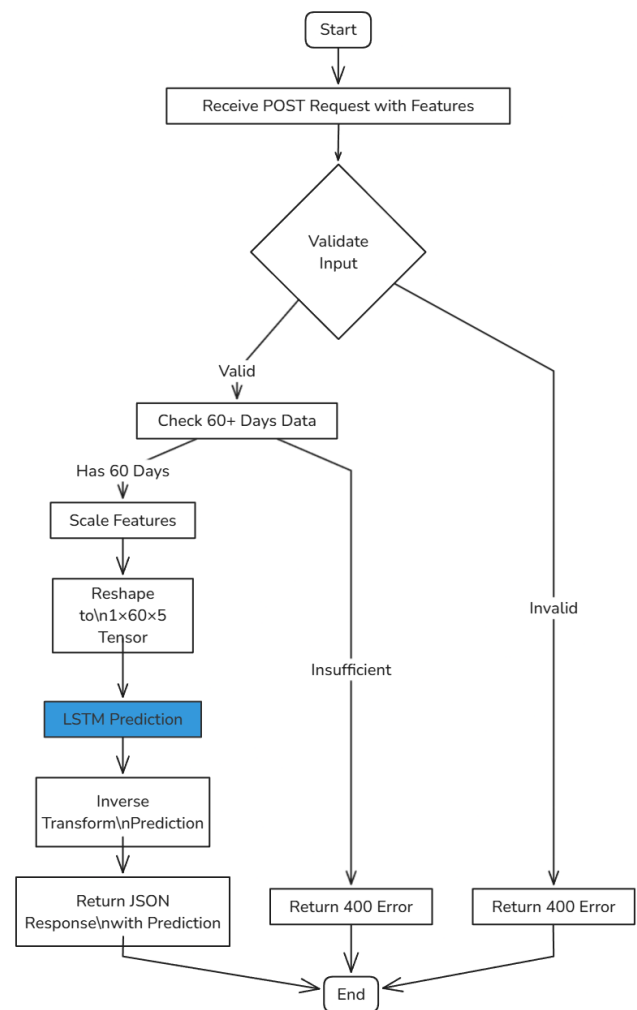 Start
Receive POST Request with Features
Validate
Input
Valid
Check 60+ Days Data
Has 60 Days
Scale Features
Reshape
to\n1×60×5
Tensor
Invalid
Insufficient
LSTM Prediction
Inverse
Transform\nPrediction
Return JSON
Response\nwith Prediction
Return 400 Error
Return 400 Error
End